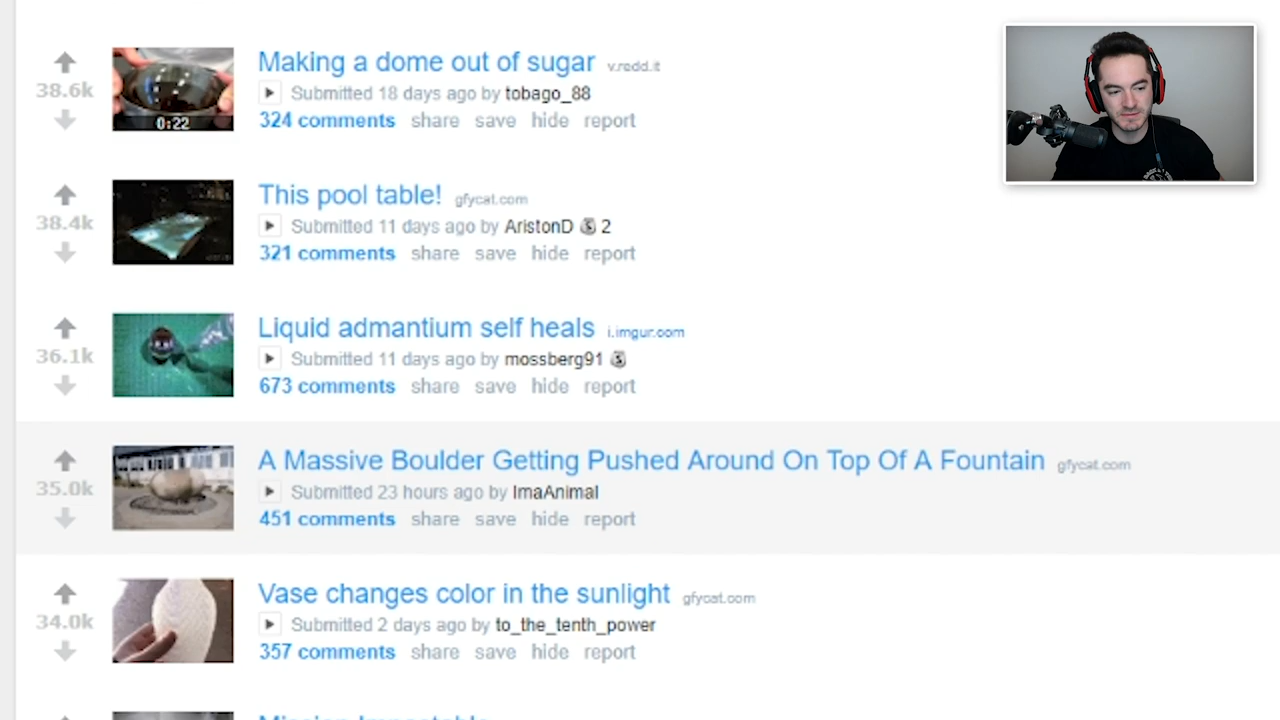 Making a dome out of sugar v.redd.it
38.6k
Submitted 18 days ago by tobago_88
0:22
324 comments share save hide report
This pool table! gfycat.com
38.4k
Submitted 11 days ago by AristonD 2
321 comments share save hide report
Liquid admantium self heals i.imgur.com
36.1k
Submitted 11 days ago by mossberg91
673 comments share save hide report
A Massive Boulder Getting Pushed Around On Top Of A Fountain gfycat.com
35.0k
Submitted 23 hours ago by ImaAnimal
451 comments share save hide report
Vase changes color in the sunlight gfycat.com
34.0k
Submitted 2 days ago by to_the_tenth_power
357 comments share save hide report